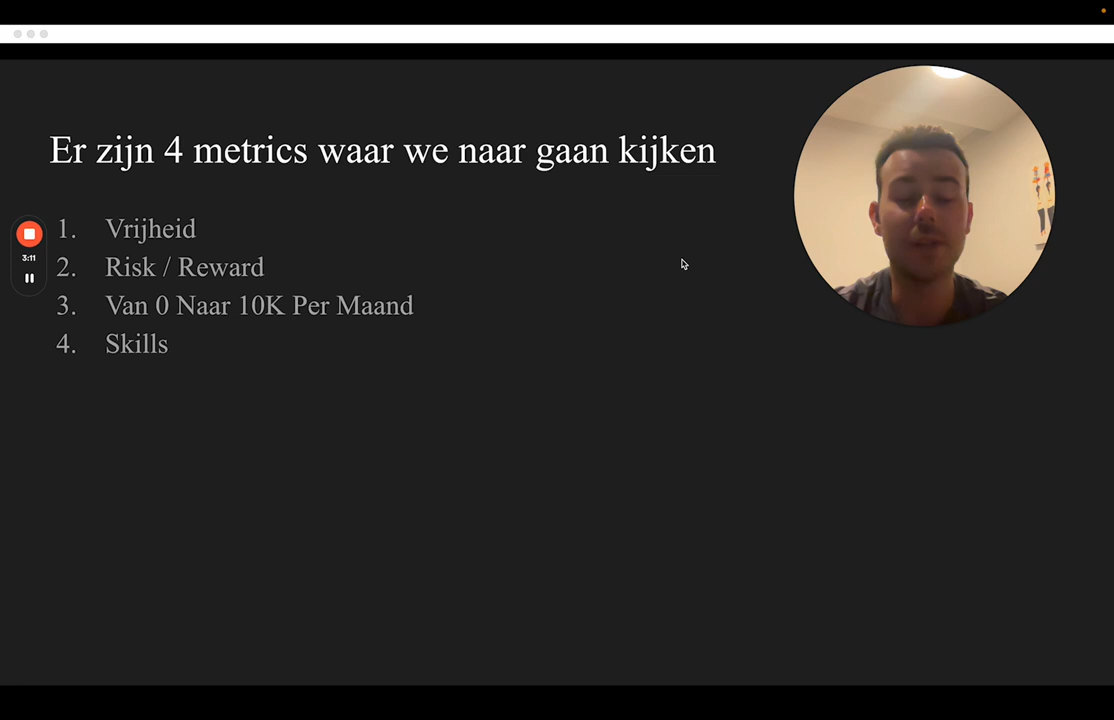 Er zijn 4 metrics waar we naar gaan kijken
1. Vrijheid
2. Risk / Reward
3. Van 0 Naar 10K Per Maand
4. Skills
3:11